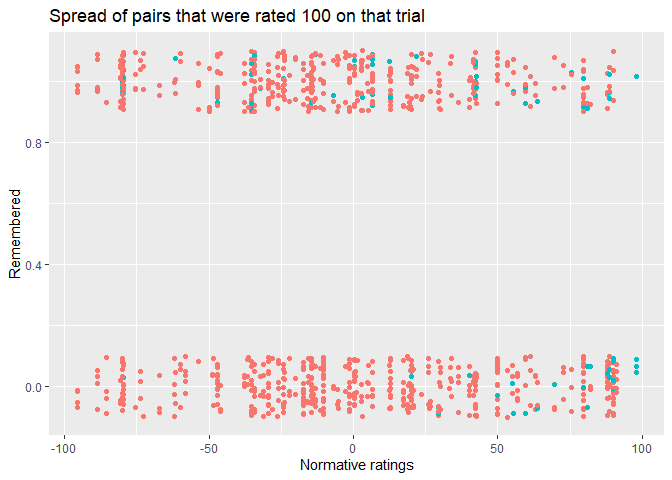 Spread of pairs that were rated 100 on that trial
Remembered
0.8
0.4
0.0
-100
-50
0
50
100
Normative ratings